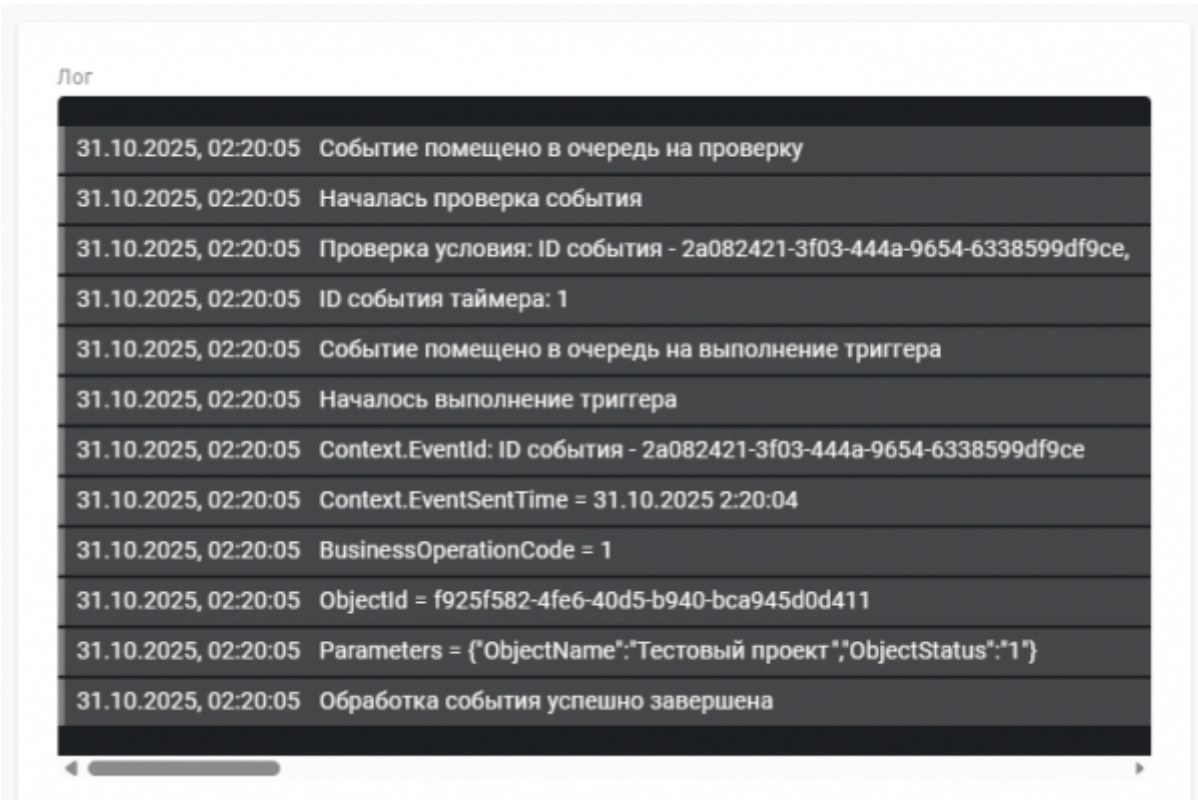 Лог
31.10.2025, 02:20:05 Событие помещено в очередь на проверку
31.10.2025, 02:20:05 Началась проверка события
31.10.2025, 02:20:05 Проверка условия: ID события - 2a082421-3f03-444a-9654-6338599df9ce,
31.10.2025, 02:20:05 ID события таймера: 1
31.10.2025, 02:20:05 Событие помещено в очередь на выполнение триггера
31.10.2025, 02:20:05 Началось выполнение триггера
31.10.2025, 02:20:05 Context.EventId: ID события - 2a082421-3f03-444a-9654-6338599df9ce
31.10.2025, 02:20:05 Context.EventSentTime = 31.10.2025 2:20:04
31.10.2025, 02:20:05 BusinessOperationCode = 1
31.10.2025, 02:20:05 ObjectId = f925f582-4fe6-40d5-b940-bca945d0d411
31.10.2025, 02:20:05 Parameters = {"ObjectName":"Тестовый проект","ObjectStatus":"1"}
31.10.2025, 02:20:05 Обработка события успешно завершена